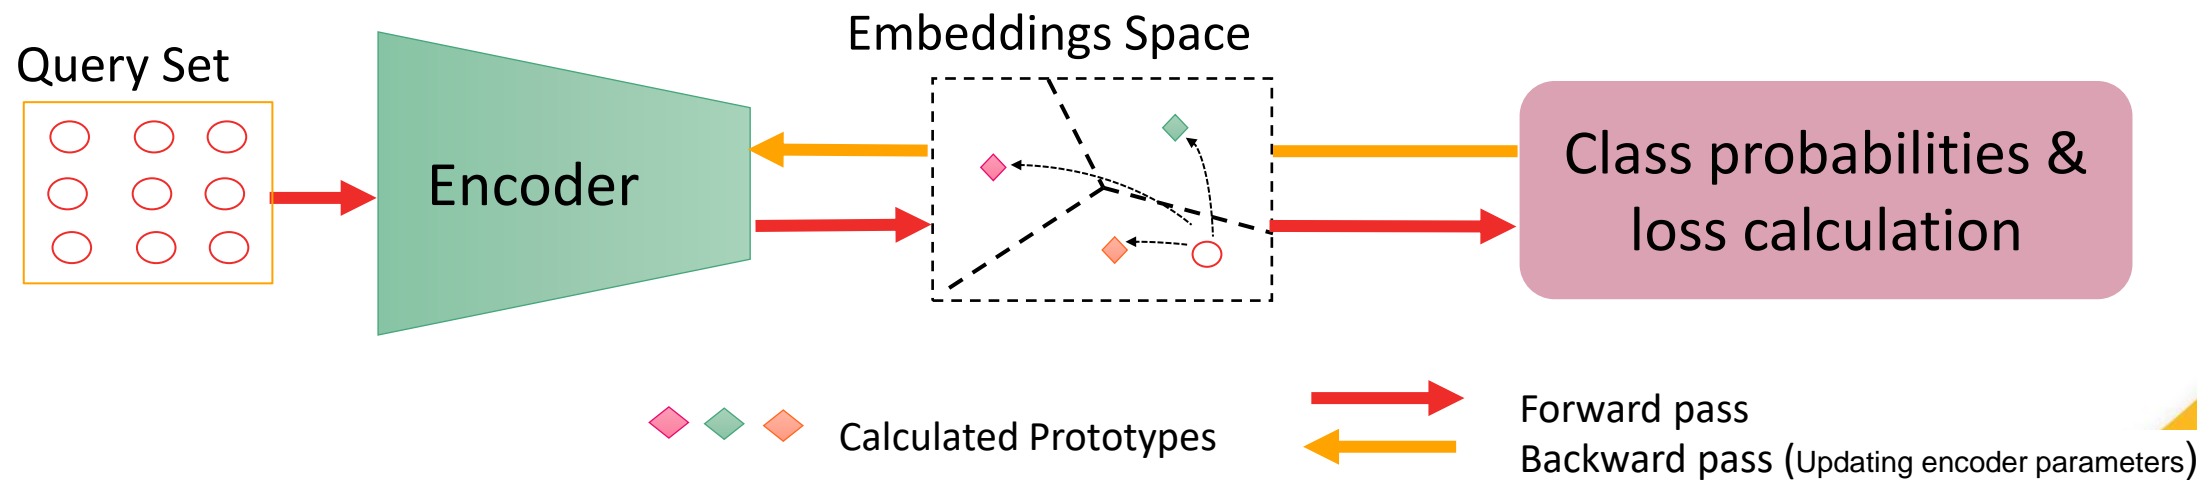 Query Set
Encoder
Embeddings Space
Class probabilities &
loss calculation
Calculated Prototypes
Forward pass
Backward pass (Updating encoder parameters)